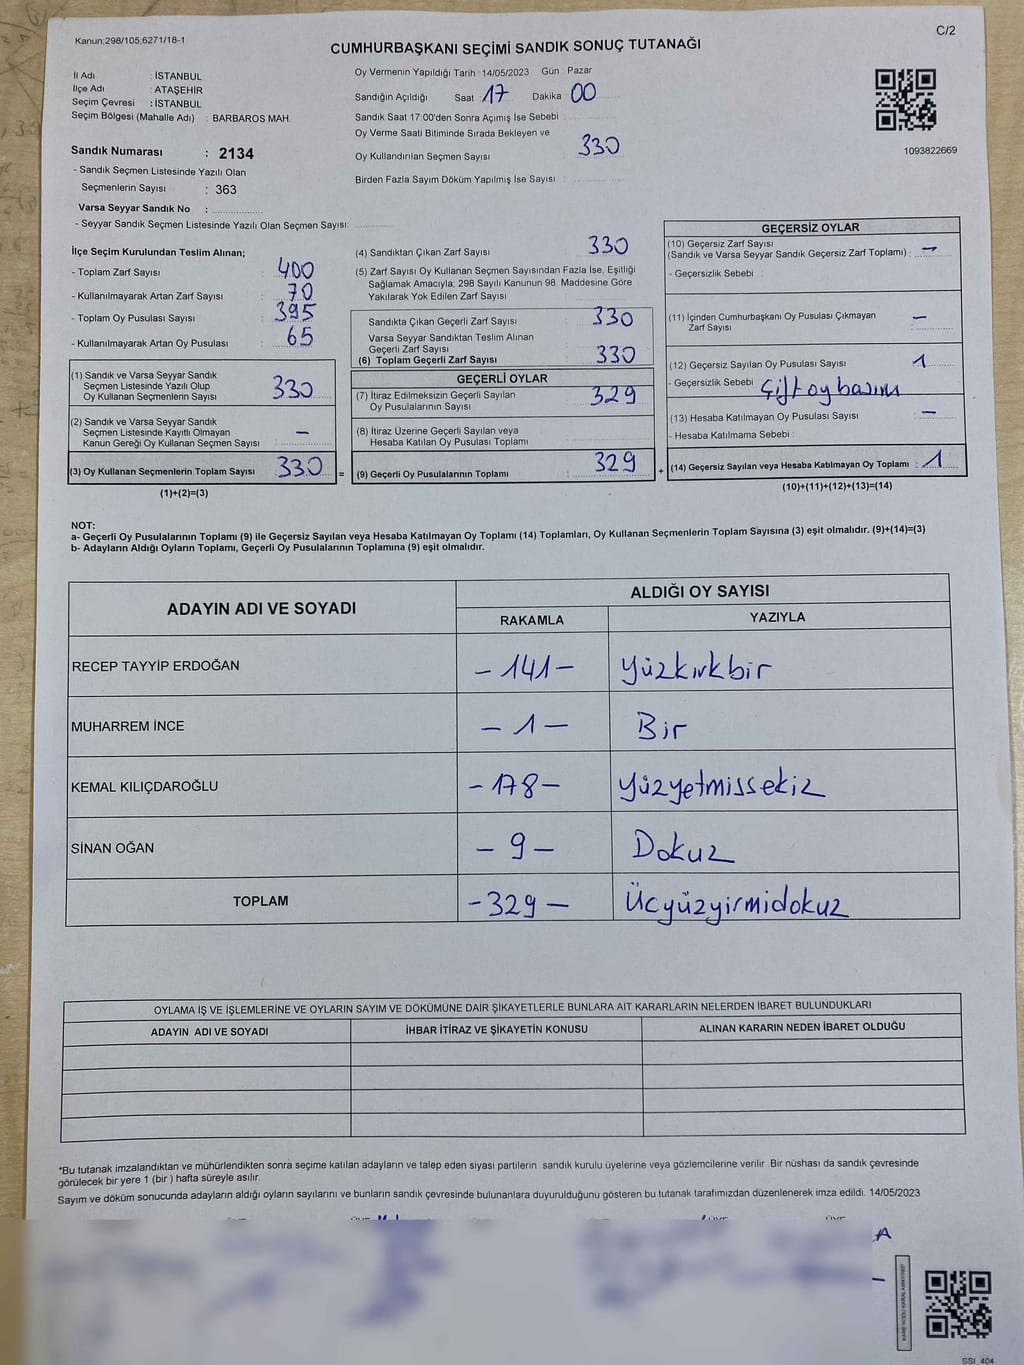 Kanun;298/105;6271/18-1
C/2
CUMHURBAŞKANI SEÇİMİ SANDIK SONUÇ TUTANAĞI
İl Adı : İSTANBUL
İlçe Adı : ATAŞEHİR
Seçim Çevresi : İSTANBUL
Seçim Bölgesi (Mahalle Adı) : BARBAROS MAH.
Sandık Numarası : 2134
- Sandık Seçmen Listesinde Yazılı Olan
Seçmenlerin Sayısı : 363
Varsa Seyyar Sandık No :
- Seyyar Sandık Seçmen Listesinde Yazılı Olan Seçmen Sayısı:
Oy Vermenin Yapıldığı Tarih : 14/05/2023 Gün : Pazar
Sandığın Açıldığı Saat : 17 Dakika : 00
Sandık Saat 17:00'den Sonra Açımış İse Sebebi :
Oy Verme Saati Bitiminde Sırada Bekleyen ve
Oy Kullandırılan Seçmen Sayısı : 330
Birden Fazla Sayım Döküm Yapılmış İse Sayısı :
1093822669
İlçe Seçim Kurulundan Teslim Alınan;
- Toplam Zarf Sayısı : 400
- Kullanılmayarak Artan Zarf Sayısı : 70
- Toplam Oy Pusulası Sayısı : 395
- Kullanılmayarak Artan Oy Pusulası : 65
(1) Sandık ve Varsa Seyyar Sandık
Seçmen Listesinde Yazılı Olup
Oy Kullanan Seçmenlerin Sayısı : 330
(2) Sandık ve Varsa Seyyar Sandık
Seçmen Listesinde Kayıtlı Olmayan
Kanun Gereği Oy Kullanan Seçmen Sayısı : –
(3) Oy Kullanan Seçmenlerin Toplam Sayısı : 330 =
(1)+(2)=(3)
(4) Sandıktan Çıkan Zarf Sayısı : 330
(5) Zarf Sayısı Oy Kullanan Seçmen Sayısından Fazla İse, Eşitliği
Sağlamak Amacıyla; 298 Sayılı Kanunun 98. Maddesine Göre
Yakılarak Yok Edilen Zarf Sayısı :
Sandıkta Çıkan Geçerli Zarf Sayısı : 330
Varsa Seyyar Sandıktan Teslim Alınan
Geçerli Zarf Sayısı :
(6) Toplam Geçerli Zarf Sayısı : 330
GEÇERLİ OYLAR
(7) İtiraz Edilmeksizin Geçerli Sayılan
Oy Pusulalarının Sayısı : 329
(8) İtiraz Üzerine Geçerli Sayılan veya
Hesaba Katılan Oy Pusulası Toplamı :
(9) Geçerli Oy Pusulalarının Toplamı : 329 +
GEÇERSİZ OYLAR
(10) Geçersiz Zarf Sayısı
(Sandık ve Varsa Seyyar Sandık Geçersiz Zarf Toplamı) : –
- Geçersizlik Sebebi :
(11) İçinden Cumhurbaşkanı Oy Pusulası Çıkmayan
Zarf Sayısı : –
(12) Geçersiz Sayılan Oy Pusulası Sayısı : 1
- Geçersizlik Sebebi : Çift oy basımı
(13) Hesaba Katılmayan Oy Pusulası Sayısı : –
- Hesaba Katılmama Sebebi :
(14) Geçersiz Sayılan veya Hesaba Katılmayan Oy Toplamı : 1
(10)+(11)+(12)+(13)=(14)
NOT:
a- Geçerli Oy Pusulalarının Toplamı (9) ile Geçersiz Sayılan veya Hesaba Katılmayan Oy Toplamı (14) Toplamları, Oy Kullanan Seçmenlerin Toplam Sayısına (3) eşit olmalıdır. (9)+(14)=(3)
b- Adayların Aldığı Oyların Toplamı, Geçerli Oy Pusulalarının Toplamına (9) eşit olmalıdır.
ADAYIN ADI VE SOYADI
ALDIĞI OY SAYISI
RAKAMLA YAZIYLA
RECEP TAYYİP ERDOĞAN – 141 – Yüzkırkbir
MUHARREM İNCE – 1 – Bir
KEMAL KILIÇDAROĞLU – 178 – Yüzyetmissekiz
SİNAN OĞAN – 9 – Dokuz
TOPLAM – 329 – Ücyüzyirmidokuz
OYLAMA İŞ VE İŞLEMLERİNE VE OYLARIN SAYIM VE DÖKÜMÜNE DAİR ŞİKAYETLERLE BUNLARA AİT KARARLARIN NELERDEN İBARET BULUNDUKLARI
ADAYIN ADI VE SOYADI İHBAR İTİRAZ VE ŞİKAYETİN KONUSU ALINAN KARARIN NEDEN İBARET OLDUĞU
*Bu tutanak imzalandıktan ve mühürlendikten sonra seçime katılan adayların ve talep eden siyasi partilerin sandık kurulu üyelerine veya gözlemcilerine verilir. Bir nüshası da sandık çevresinde
görülecek bir yere 1 (bir ) hafta süreyle asılır.
Sayım ve döküm sonucunda adayların aldığı oyların sayılarını ve bunların sandık çevresinde bulunanlara duyurulduğunu gösteren bu tutanak tarafımızdan düzenlenerek imza edildi. 14/05/2023
SSI_404